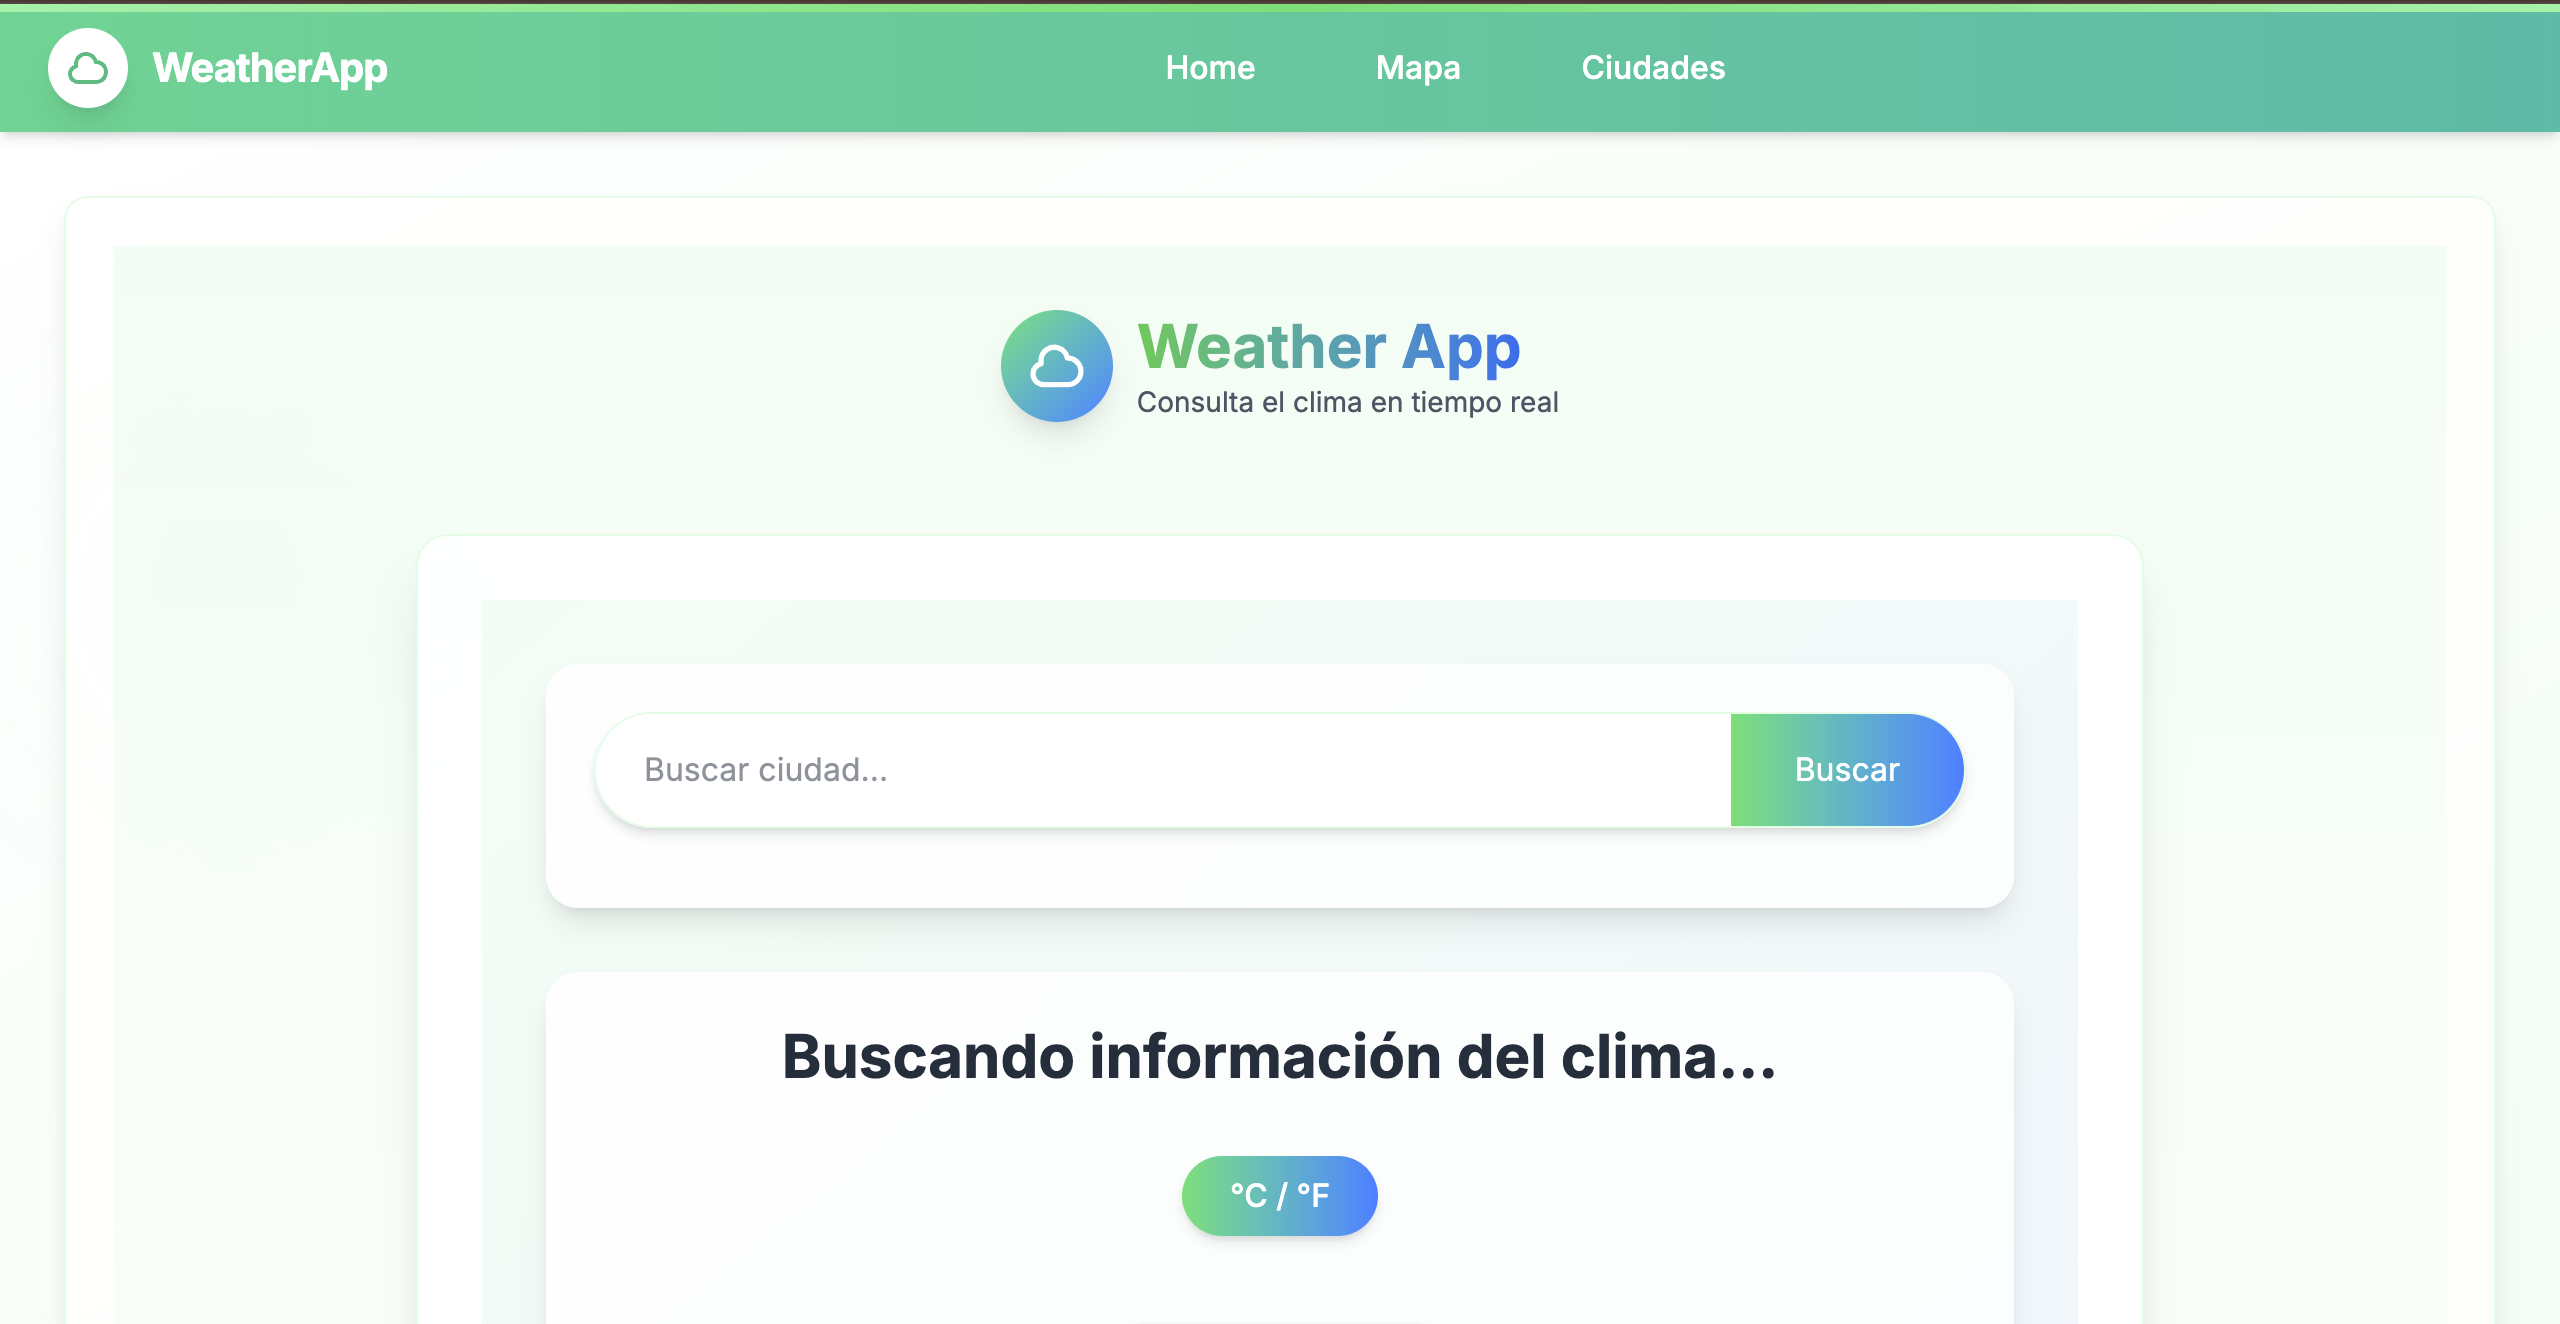 WeatherApp
Home
Mapa
Ciudades
Weather App
Consulta el clima en tiempo real
Buscar ciudad...
Buscar
Buscando información del clima...
°C / °F